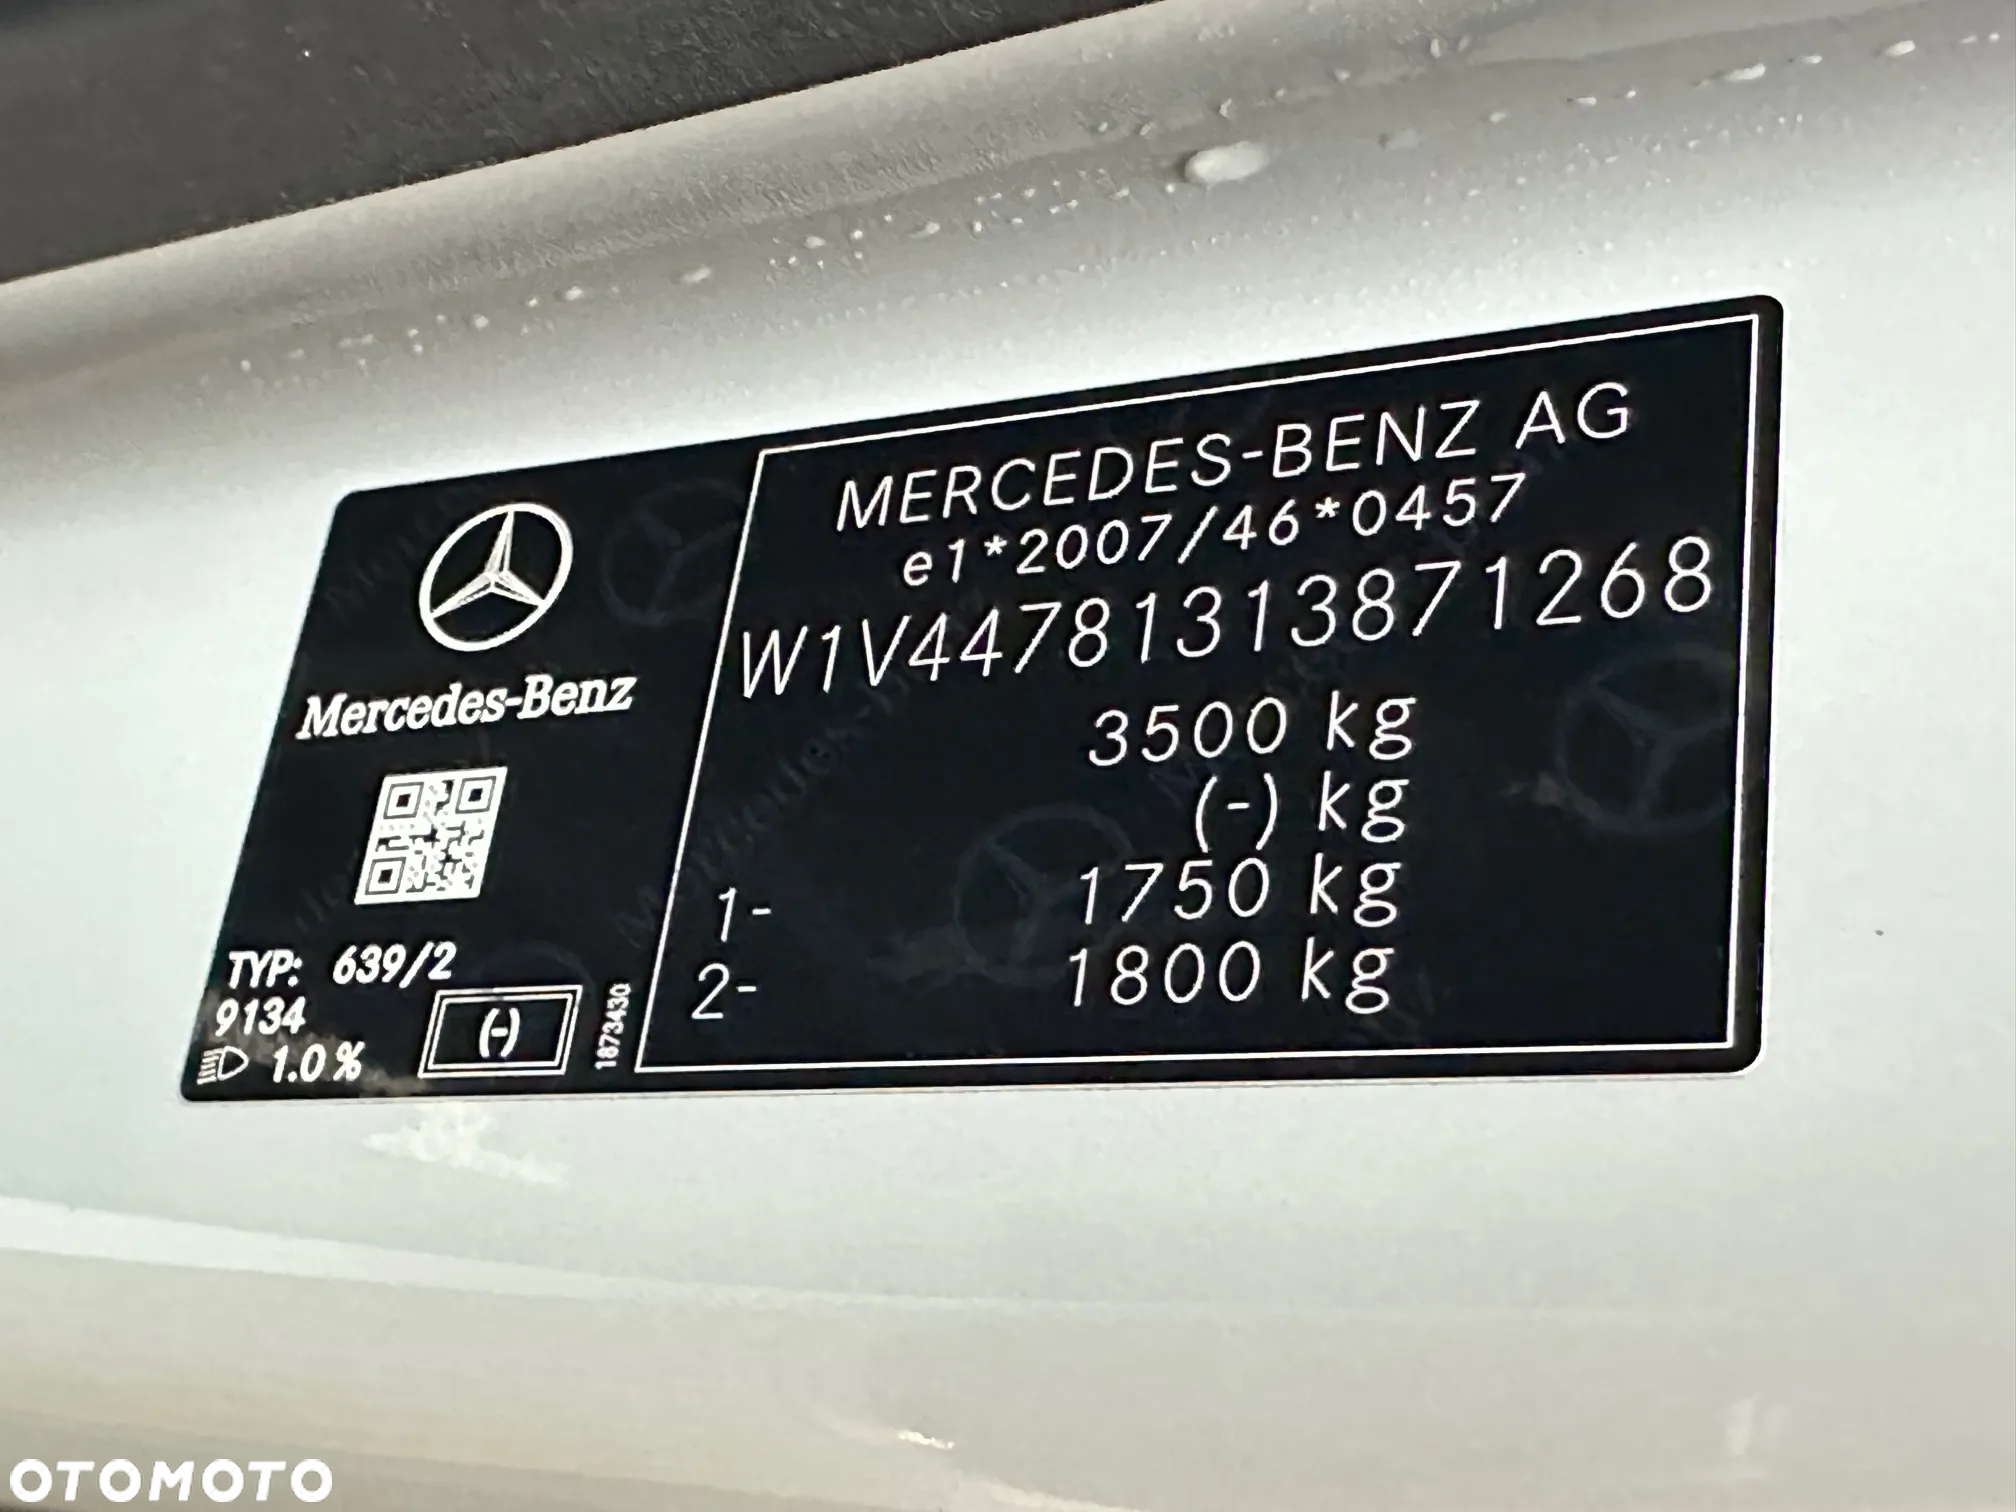 MERCEDES-BENZ AG
e1*2007/46*0457
W1V44781313871268
3500 kg
(-) kg
1- 1750 kg
2- 1800 kg
Mercedes-Benz
TYP: 639/2
9134
1.0 %
(-)
1873430
OTOMOTO